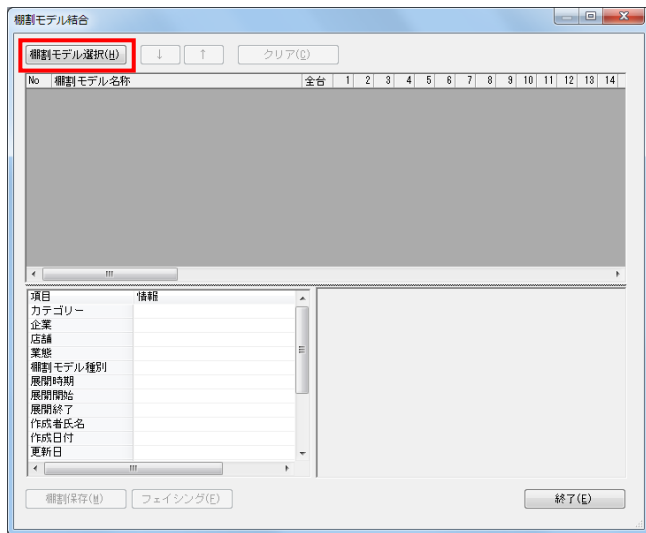 棚割モデル結合
棚割モデル選択(H) ↓ ↑ クリア(C)
No 棚割モデル名称 全台 1 2 3 4 5 6 7 8 9 10 11 12 13 14
項目 情報
カテゴリー
企業
店舗
業態
棚割モデル種別
展開時期
展開開始
展開終了
作成者氏名
作成日付
更新日
棚割保存(M) フェイシング(F) 終了(E)